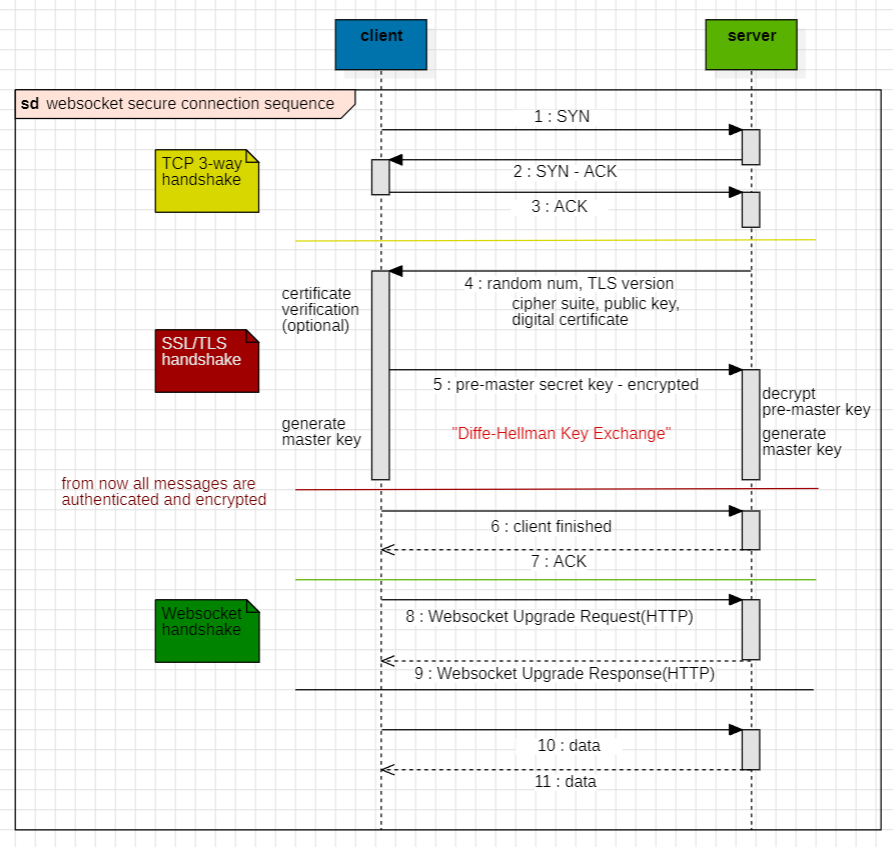 client
server
sd websocket secure connection sequence
1 : SYN
TCP 3-way
handshake
2 : SYN - ACK
3 : ACK
4 : random num, TLS version
cipher suite, public key,
digital certificate
certificate
verification
(optional)
SSL/TLS
handshake
5 : pre-master secret key - encrypted
decrypt
pre-master key
generate
master key
"Diffe-Hellman Key Exchange"
generate
master key
from now all messages are
authenticated and encrypted
6 : client finished
7 : ACK
Websocket
handshake
8 : Websocket Upgrade Request(HTTP)
9 : Websocket Upgrade Response(HTTP)
10 : data
11 : data